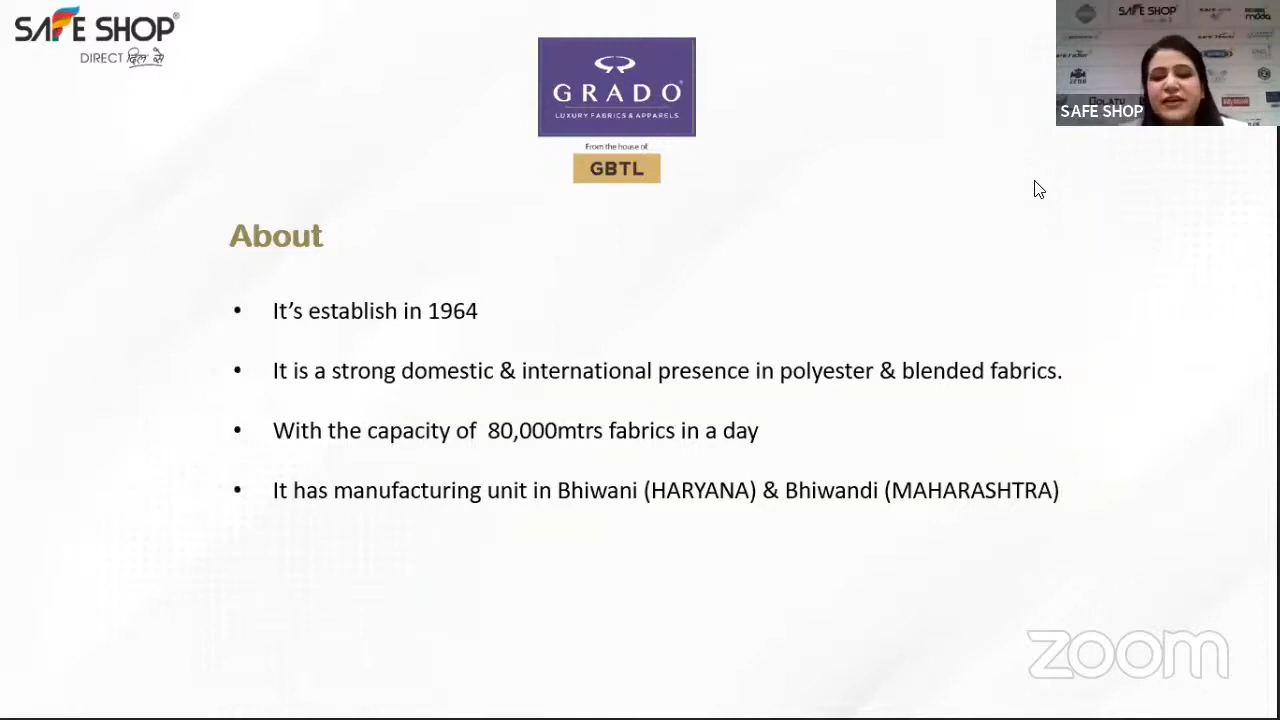 SAFE SHOP®
DIRECT दिल से
GRADO®
LUXURY FABRICS & APPARELS
From the house of
GBTL
SAFE SHOP
SAFE SHOP
About
• It’s establish in 1964
• It is a strong domestic & international presence in polyester & blended fabrics.
• With the capacity of 80,000mtrs fabrics in a day
• It has manufacturing unit in Bhiwani (HARYANA) & Bhiwandi (MAHARASHTRA)
zoom